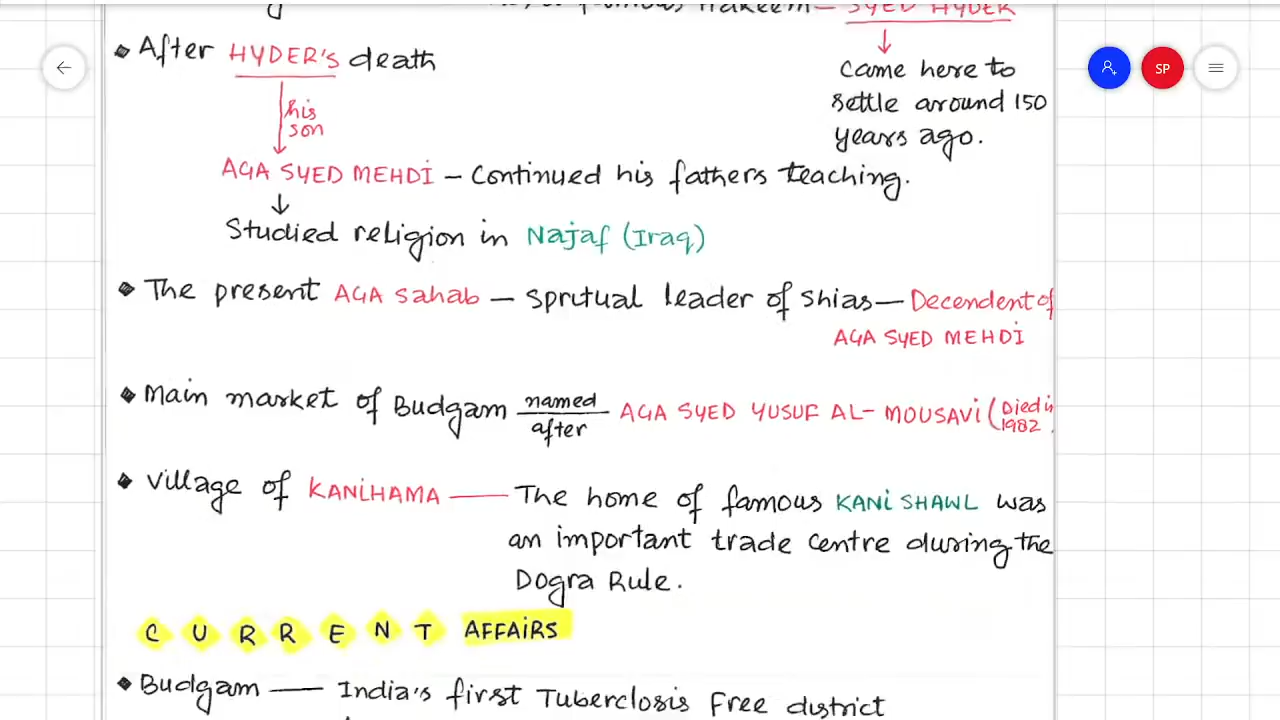 SYED HYDER
came here to
settle around 150
years ago.
After HYDER's death
his
son
AGA SYED MEHDI – Continued his fathers teaching.
Studied religion in Najaf (Iraq)
The present AGA Sahab – Sprutual leader of Shias – Decendent of
AGA SYED MEHDI
Main market of Budgam named after AGA SYED YUSUF AL-MOUSAVI (Died in
1982
Village of KANIHAMA — The home of famous KANI SHAWL was
an important trade Centre during the
Dogra Rule.
CURRENT AFFAIRS
Budgam — India's first Tuberclosis Free district
SP